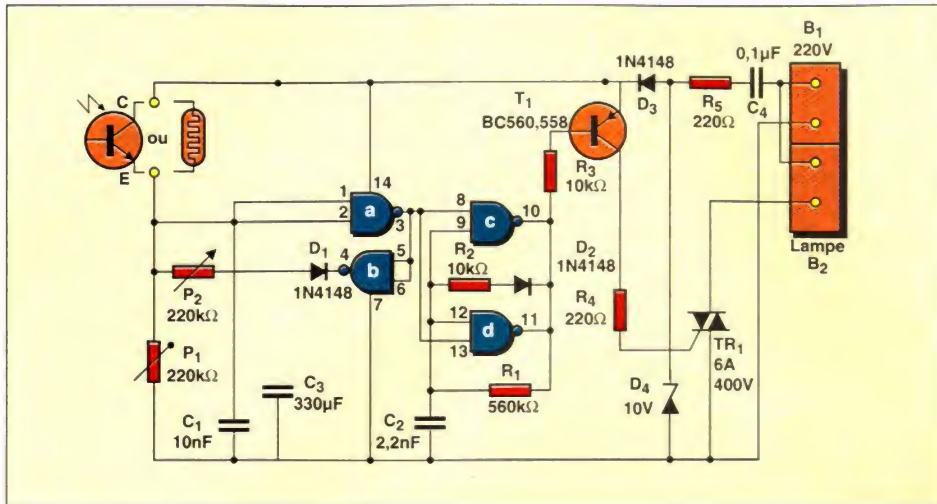 B1
220V
0,1µF
1N4148
C4
D3
R5
220Ω
T1
BC560,558
C
ou
E
R3
10kΩ
14
1
2
a
3
8
9
c
10
D1
4
b
5
6
1N4148
7
R2
10kΩ
D2
1N4148
P2
220kΩ
12
13
d
11
R4
220Ω
Lampe
B2
TR1
6A
400V
P1
220kΩ
C3
330µF
R1
560kΩ
D4
10V
C1
10nF
C2
2,2nF